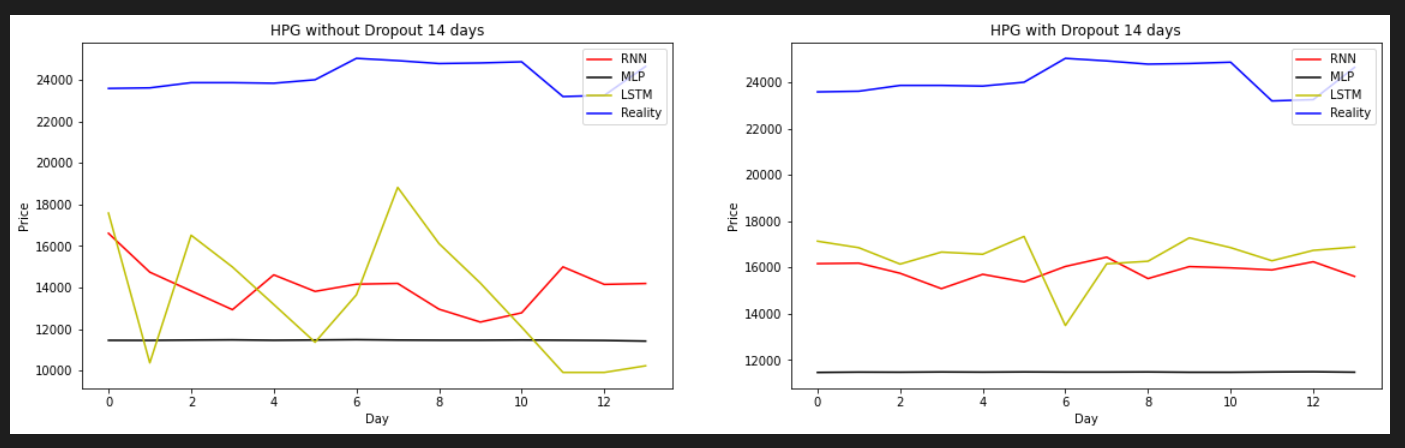 HPG without Dropout 14 days
24000
22000
20000
18000
16000
14000
12000
10000
Price
0 2 4 6 8 10 12
Day
RNN
MLP
LSTM
Reality
HPG with Dropout 14 days
24000
22000
20000
18000
16000
14000
12000
Price
0 2 4 6 8 10 12
Day
RNN
MLP
LSTM
Reality